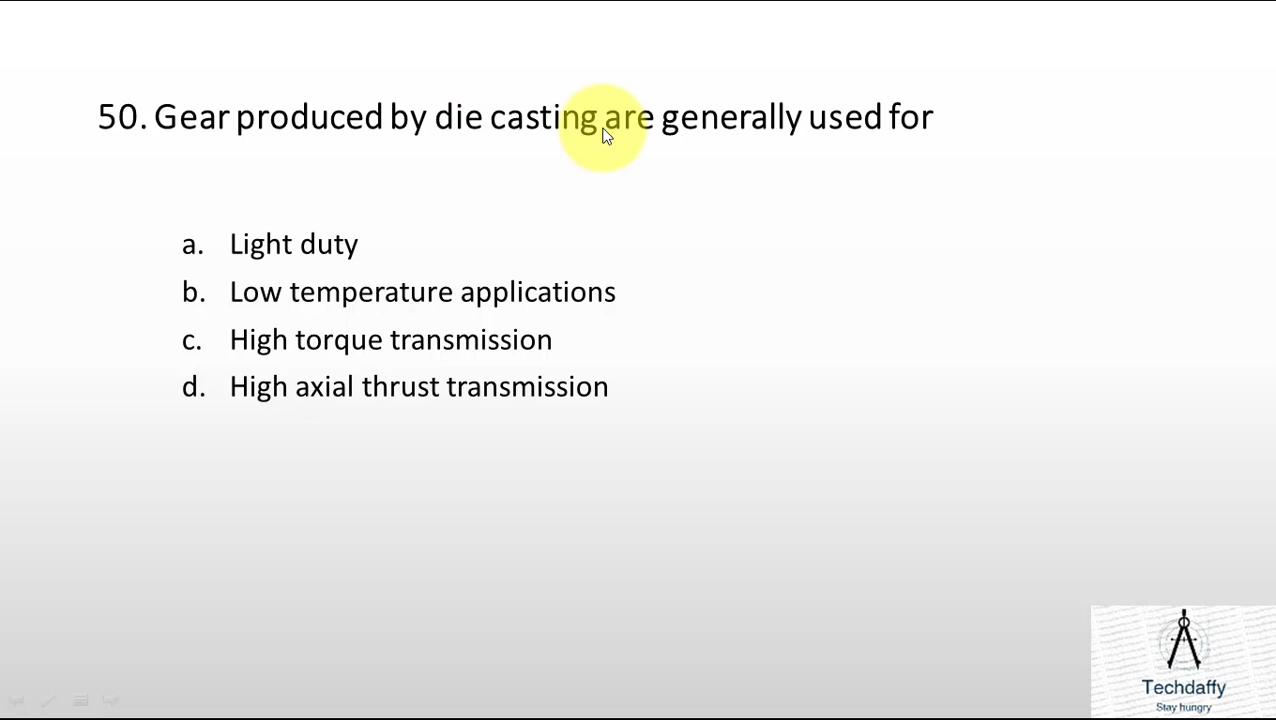 50. Gear produced by die casting are generally used for
a. Light duty
b. Low temperature applications
c. High torque transmission
d. High axial thrust transmission
Techdaffy
Stay hungry